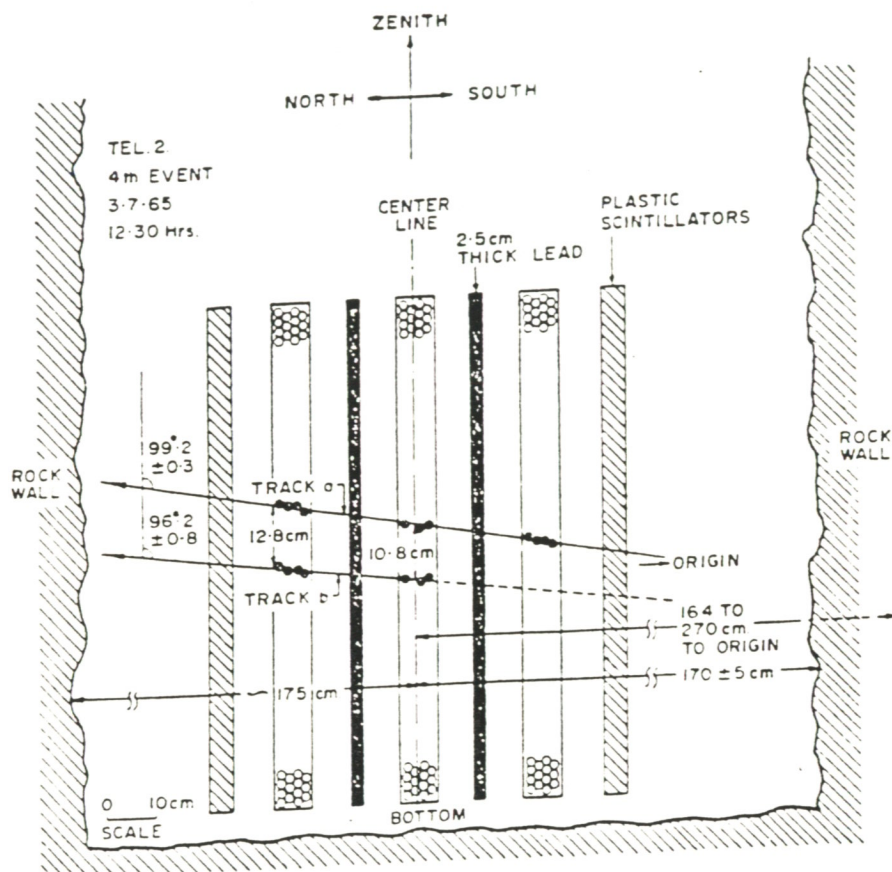 ZENITH
NORTH
SOUTH
TEL. 2
4m EVENT
3·7·65
12·30 Hrs.
CENTER
LINE
2·5cm
THICK LEAD
PLASTIC
SCINTILLATORS
ROCK
WALL
99°·2
±0·3
96°·2
±0·8
TRACK a
12·8cm
10·8cm
TRACK b
ORIGIN
164 TO
270 cm
TO ORIGIN
ROCK
WALL
~175 cm
170 ±5cm
0 10cm
SCALE
BOTTOM